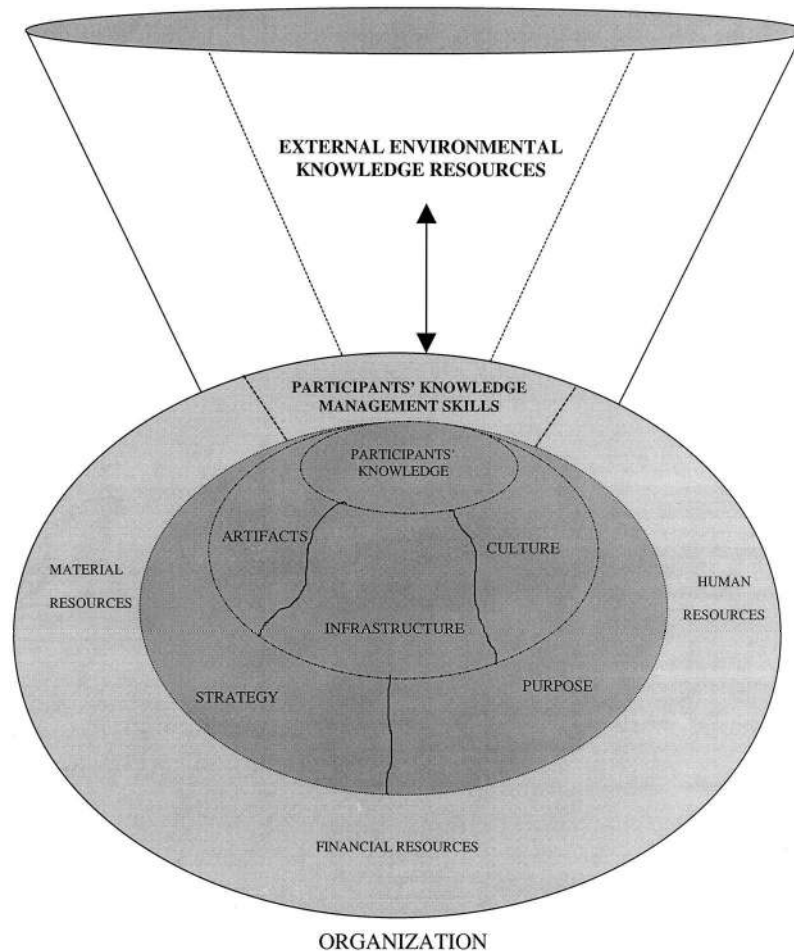 EXTERNAL ENVIRONMENTAL
KNOWLEDGE RESOURCES
PARTICIPANTS’ KNOWLEDGE
MANAGEMENT SKILLS
PARTICIPANTS’
KNOWLEDGE
ARTIFACTS
CULTURE
MATERIAL
RESOURCES
HUMAN
RESOURCES
INFRASTRUCTURE
STRATEGY
PURPOSE
FINANCIAL RESOURCES
ORGANIZATION